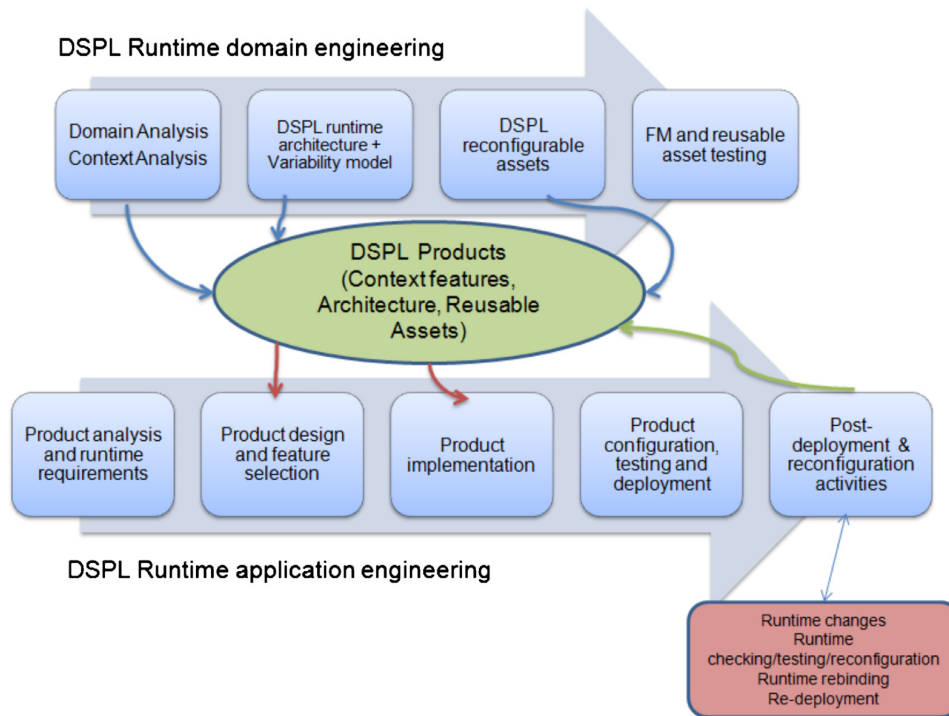 DSPL Runtime domain engineering
Domain Analysis
Context Analysis
DSPL runtime
architecture +
Variability model
DSPL
reconfigurable
assets
FM and reusable
asset testing
DSPL Products
(Context features,
Architecture, Reusable
Assets)
Product analysis
and runtime
requirements
Product design
and feature
selection
Product
implementation
Product
configuration,
testing and
deployment
Post-
deployment &
reconfiguration
activities
DSPL Runtime application engineering
Runtime changes
Runtime
checking/testing/reconfiguration
Runtime rebinding
Re-deployment